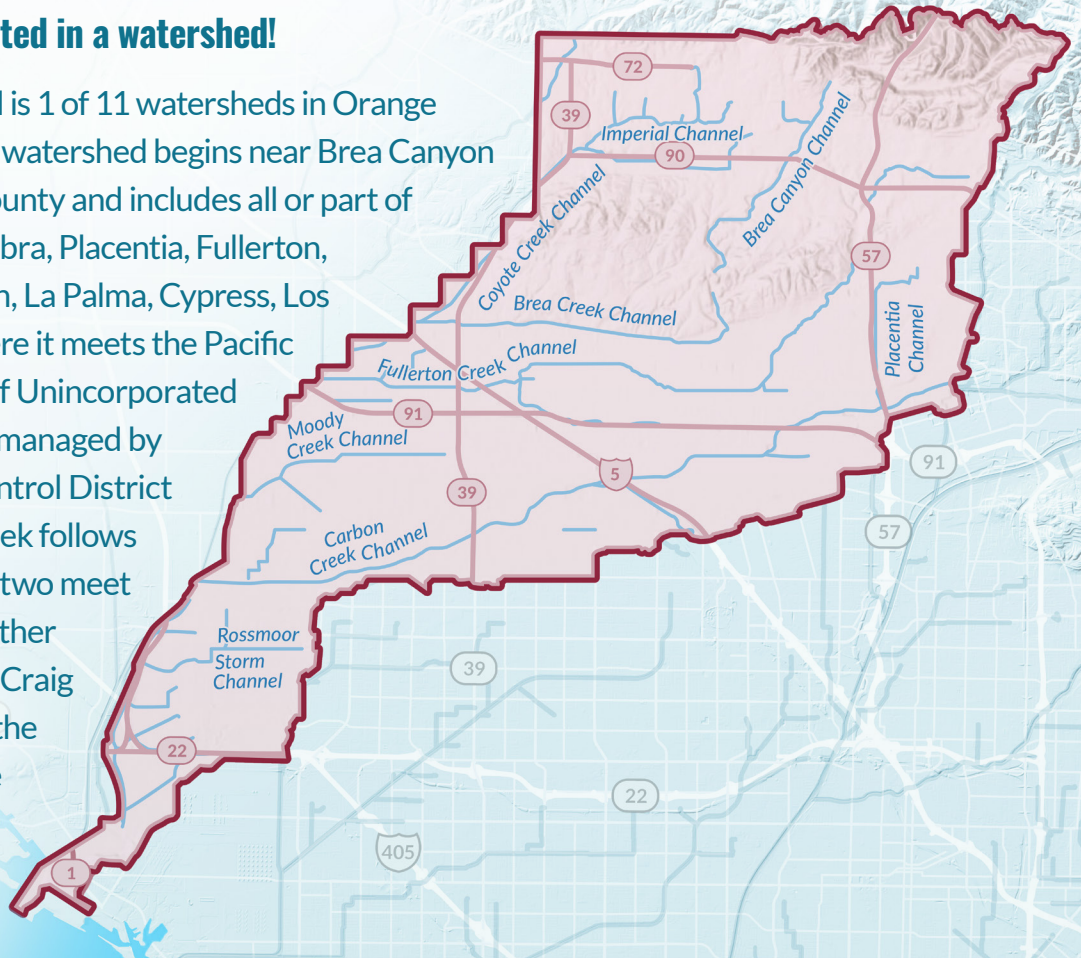 ted in a watershed!
l is 1 of 11 watersheds in Orange
watershed begins near Brea Canyon
ounty and includes all or part of
bra, Placentia, Fullerton,
n, La Palma, Cypress, Los
ere it meets the Pacific
f Unincorporated
managed by
ntrol District
ek follows
two meet
ther
Craig
the
72
39
Imperial Channel
90
Coyote Creek Channel
Brea Canyon Channel
57
Brea Creek Channel
Placentia
Channel
Fullerton Creek Channel
91
Moody
Creek Channel
5
39
91
57
Carbon
Creek Channel
Rossmoor
Storm
Channel
39
22
22
405
1